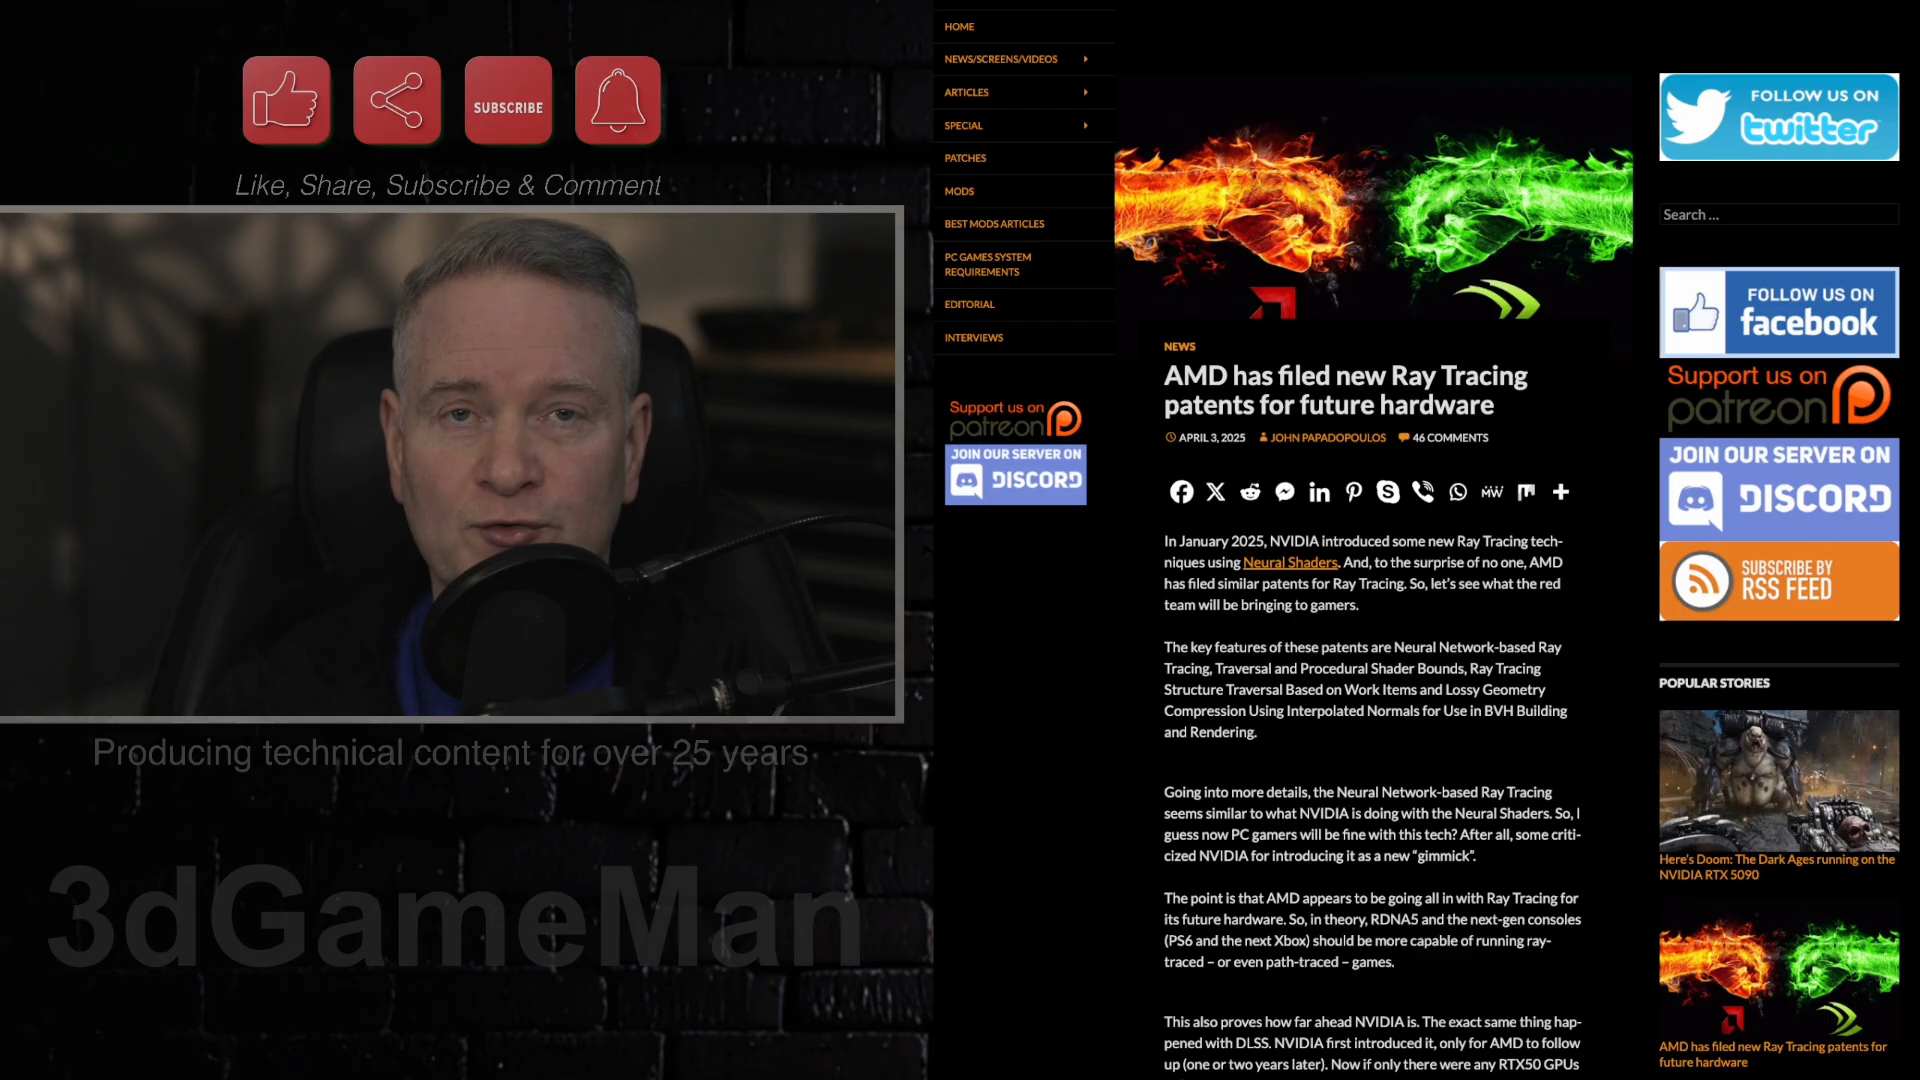 SUBSCRIBE
Like, Share, Subscribe & Comment
Producing technical content for over 25 years
3dGameMan
HOME
NEWS/SCREENS/VIDEOS
ARTICLES
SPECIAL
PATCHES
MODS
BEST MODS ARTICLES
PC GAMES SYSTEM
REQUIREMENTS
EDITORIAL
INTERVIEWS
Support us on
patreon
JOIN OUR SERVER ON
DISCORD
NEWS
AMD has filed new Ray Tracing
patents for future hardware
APRIL 3, 2025 JOHN PAPADOPOULOS 46 COMMENTS
In January 2025, NVIDIA introduced some new Ray Tracing tech-
niques using Neural Shaders. And, to the surprise of no one, AMD
has filed similar patents for Ray Tracing. So, let's see what the red
team will be bringing to gamers.
The key features of these patents are Neural Network-based Ray
Tracing, Traversal and Procedural Shader Bounds, Ray Tracing
Structure Traversal Based on Work Items and Lossy Geometry
Compression Using Interpolated Normals for Use in BVH Building
and Rendering.
Going into more details, the Neural Network-based Ray Tracing
seems similar to what NVIDIA is doing with the Neural Shaders. So, I
guess now PC gamers will be fine with this tech? After all, some criti-
cized NVIDIA for introducing it as a new “gimmick”.
The point is that AMD appears to be going all in with Ray Tracing for
its future hardware. So, in theory, RDNA5 and the next-gen consoles
(PS6 and the next Xbox) should be more capable of running ray-
traced – or even path-traced – games.
This also proves how far ahead NVIDIA is. The exact same thing hap-
pened with DLSS. NVIDIA first introduced it, only for AMD to follow
up (one or two years later). Now if only there were any RTX50 GPUs
FOLLOW US ON
twitter
Search ...
FOLLOW US ON
facebook
Support us on
patreon
JOIN OUR SERVER ON
DISCORD
SUBSCRIBE BY
RSS FEED
POPULAR STORIES
Here's Doom: The Dark Ages running on the
NVIDIA RTX 5090
AMD has filed new Ray Tracing patents for
future hardware